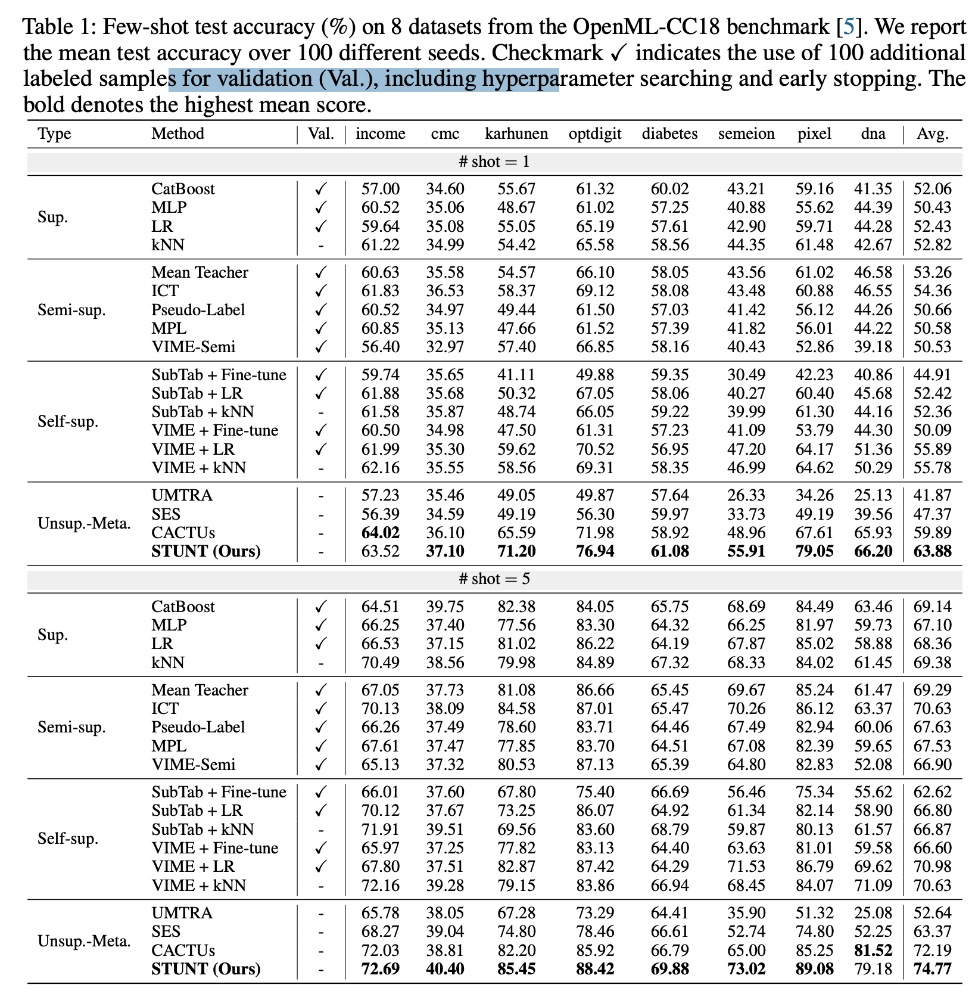 Table 1: Few-shot test accuracy (%) on 8 datasets from the OpenML-CC18 benchmark [5]. We report
the mean test accuracy over 100 different seeds. Checkmark ✓ indicates the use of 100 additional
labeled samples for validation (Val.), including hyperparameter searching and early stopping. The
bold denotes the highest mean score.
Type Method Val. income cmc karhunen optdigit diabetes semeion pixel dna Avg.
# shot = 1
CatBoost ✓ 57.00 34.60 55.67 61.32 60.02 43.21 59.16 41.35 52.06
MLP ✓ 60.52 35.06 48.67 61.02 57.25 40.88 55.62 44.39 50.43
Sup.
LR ✓ 59.64 35.08 55.05 65.19 57.61 42.90 59.71 44.28 52.43
kNN - 61.22 34.99 54.42 65.58 58.56 44.35 61.48 42.67 52.82
Mean Teacher ✓ 60.63 35.58 54.57 66.10 58.05 43.56 61.02 46.58 53.26
ICT ✓ 61.83 36.53 58.37 69.12 58.08 43.48 60.88 46.55 54.36
Semi-sup. Pseudo-Label ✓ 60.52 34.97 49.44 61.50 57.03 41.42 56.12 44.26 50.66
MPL ✓ 60.85 35.13 47.66 61.52 57.39 41.82 56.01 44.22 50.58
VIME-Semi ✓ 56.40 32.97 57.40 66.85 58.16 40.43 52.86 39.18 50.53
SubTab + Fine-tune ✓ 59.74 35.65 41.11 49.88 59.35 30.49 42.23 40.86 44.91
SubTab + LR ✓ 61.88 35.68 50.32 67.05 58.06 40.27 60.40 45.68 52.42
SubTab + kNN - 61.58 35.87 48.74 66.05 59.22 39.99 61.30 44.16 52.36
Self-sup.
VIME + Fine-tune ✓ 60.50 34.98 47.50 61.31 57.23 41.09 53.79 44.30 50.09
VIME + LR ✓ 61.99 35.30 59.62 70.52 56.95 47.20 64.17 51.36 55.89
VIME + kNN - 62.16 35.55 58.56 69.31 58.35 46.99 64.62 50.29 55.78
UMTRA - 57.23 35.46 49.05 49.87 57.64 26.33 34.26 25.13 41.87
SES - 56.39 34.59 49.19 56.30 59.97 33.73 49.19 39.56 47.37
Unsup.-Meta.
CACTUs - 64.02 36.10 65.59 71.98 58.92 48.96 67.61 65.93 59.89
STUNT (Ours) - 63.52 37.10 71.20 76.94 61.08 55.91 79.05 66.20 63.88
# shot = 5
CatBoost ✓ 64.51 39.75 82.38 84.05 65.75 68.69 84.49 63.46 69.14
MLP ✓ 66.25 37.40 77.56 83.30 64.32 66.25 81.97 59.73 67.10
Sup.
LR ✓ 66.53 37.15 81.02 86.22 64.19 67.87 85.02 58.88 68.36
kNN - 70.49 38.56 79.98 84.89 67.32 68.33 84.02 61.45 69.38
Mean Teacher ✓ 67.05 37.73 81.08 86.66 65.45 69.67 85.24 61.47 69.29
ICT ✓ 70.13 38.09 84.58 87.01 65.47 70.26 86.12 63.37 70.63
Semi-sup. Pseudo-Label ✓ 66.26 37.49 78.60 83.71 64.46 67.49 82.94 60.06 67.63
MPL ✓ 67.61 37.47 77.85 83.70 64.51 67.08 82.39 59.65 67.53
VIME-Semi ✓ 65.13 37.32 80.53 87.13 65.39 64.80 82.83 52.08 66.90
SubTab + Fine-tune ✓ 66.01 37.60 67.80 75.40 66.69 56.46 75.34 55.62 62.62
SubTab + LR ✓ 70.12 37.67 73.25 86.07 64.92 61.34 82.14 58.90 66.80
SubTab + kNN - 71.91 39.51 69.56 83.60 68.79 59.87 80.13 61.57 66.87
Self-sup.
VIME + Fine-tune ✓ 65.97 37.25 77.82 83.13 64.40 63.63 81.01 59.58 66.60
VIME + LR ✓ 67.80 37.51 82.87 87.42 64.29 71.53 86.79 69.62 70.98
VIME + kNN - 72.16 39.28 79.15 83.86 66.94 68.45 84.07 71.09 70.63
UMTRA - 65.78 38.05 67.28 73.29 64.41 35.90 51.32 25.08 52.64
SES - 68.27 39.04 74.80 78.46 66.61 52.74 74.80 52.25 63.37
Unsup.-Meta.
CACTUs - 72.03 38.81 82.20 85.92 66.79 65.00 85.25 81.52 72.19
STUNT (Ours) - 72.69 40.40 85.45 88.42 69.88 73.02 89.08 79.18 74.77